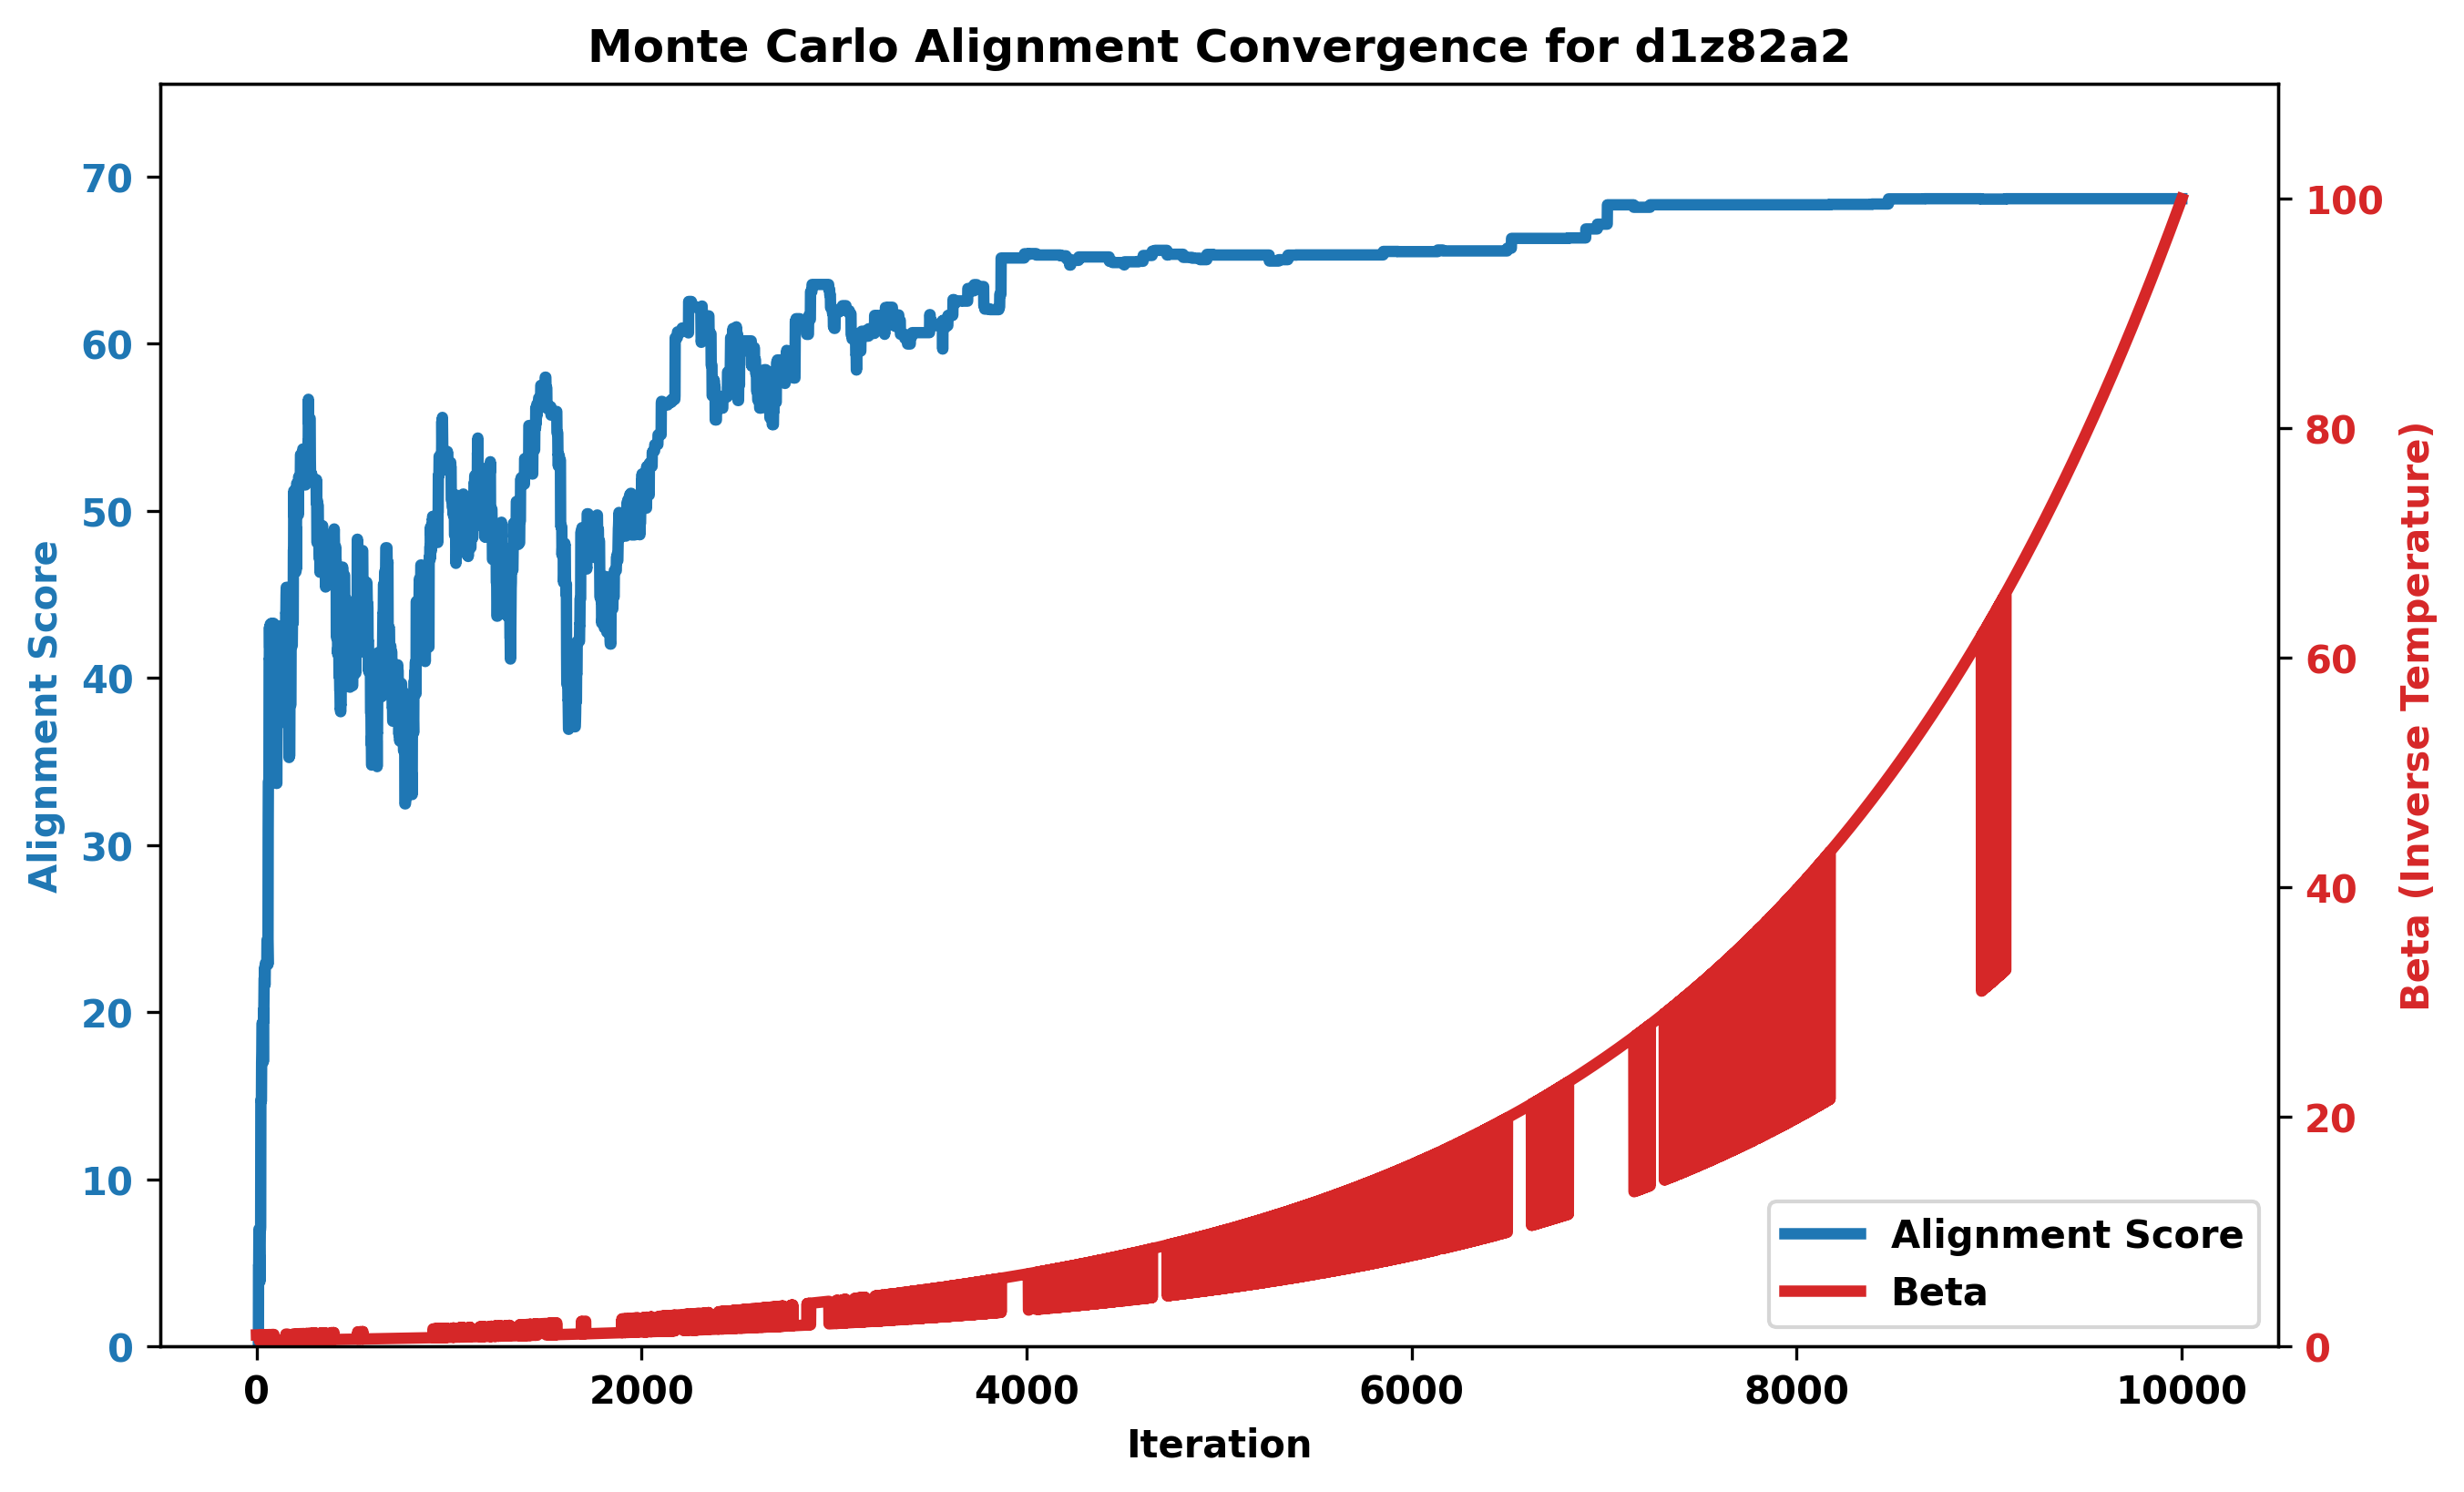 Monte Carlo Alignment Convergence for d1z82a2
70
60
50
40
30
20
10
0
Alignment Score
100
80
60
40
20
0
Beta (Inverse Temperature)
Alignment Score
Beta
0 2000 4000 6000 8000 10000
Iteration